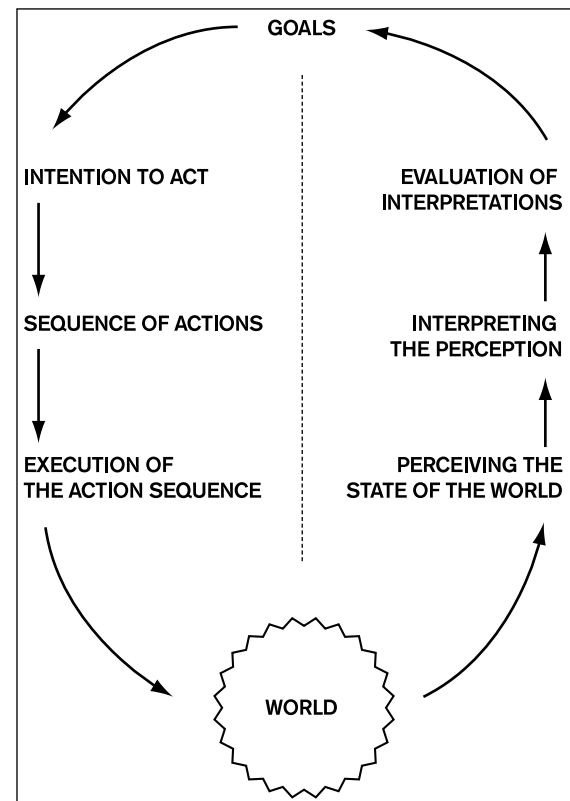 GOALS
INTENTION TO ACT
SEQUENCE OF ACTIONS
EXECUTION OF
THE ACTION SEQUENCE
WORLD
PERCEIVING THE
STATE OF THE WORLD
INTERPRETING
THE PERCEPTION
EVALUATION OF
INTERPRETATIONS